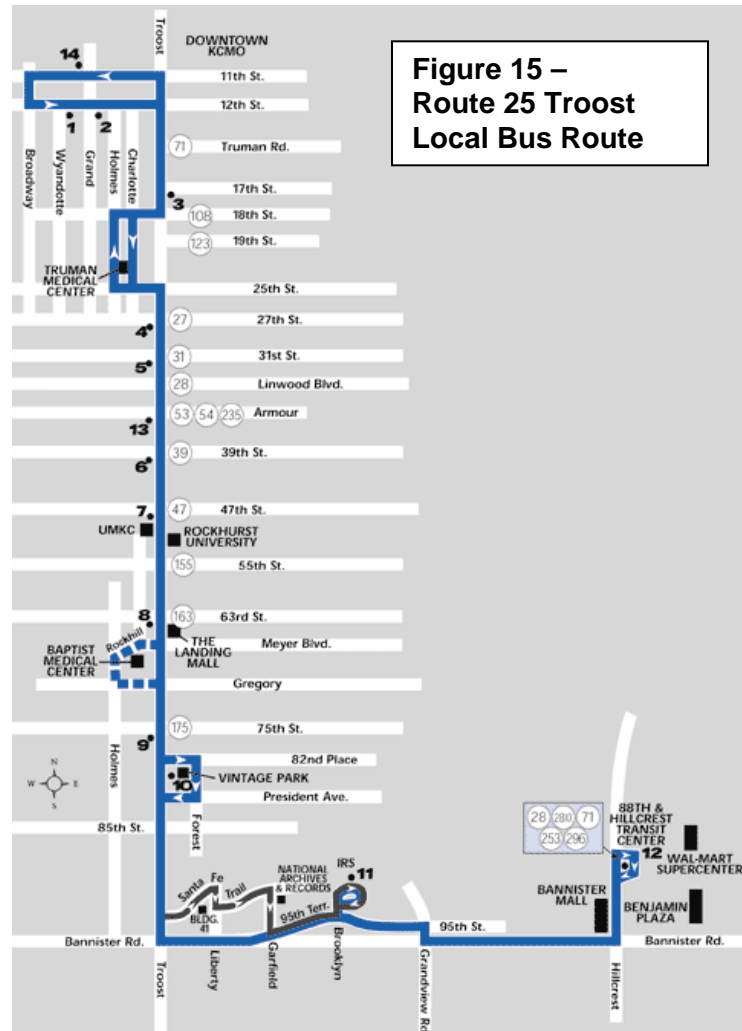 Troost
DOWNTOWN
KCMO
Figure 15 –
Route 25 Troost
Local Bus Route
14
11th St.
12th St.
1
2
Broadway
Wyandotte
Grand
Holmes
Charlotte
71
Truman Rd.
17th St.
3
108
18th St.
123
19th St.
TRUMAN
MEDICAL
CENTER
25th St.
4
27
27th St.
5
31
31st St.
28
Linwood Blvd.
13
53
54
235
Armour
6
39
39th St.
7
47
47th St.
UMKC
ROCKHURST
UNIVERSITY
155
55th St.
8
163
63rd St.
Rockhill
THE
LANDING
MALL
Meyer Blvd.
BAPTIST
MEDICAL
CENTER
Gregory
9
175
75th St.
Holmes
N
W
E
S
82nd Place
10
VINTAGE PARK
President Ave.
85th St.
Forest
28
280
71
253
296
88TH &
HILLCREST
TRANSIT
CENTER
12
WAL-MART
SUPERCENTER
Santa Fe Trail
NATIONAL
ARCHIVES
& RECORDS
IRS
11
BANNISTER
MALL
BENJAMIN
PLAZA
BLDG.
41
95th Terr.
95th St.
Bannister Rd.
Bannister Rd.
Troost
Liberty
Garfield
Brooklyn
Grandview Rd
Hillcrest